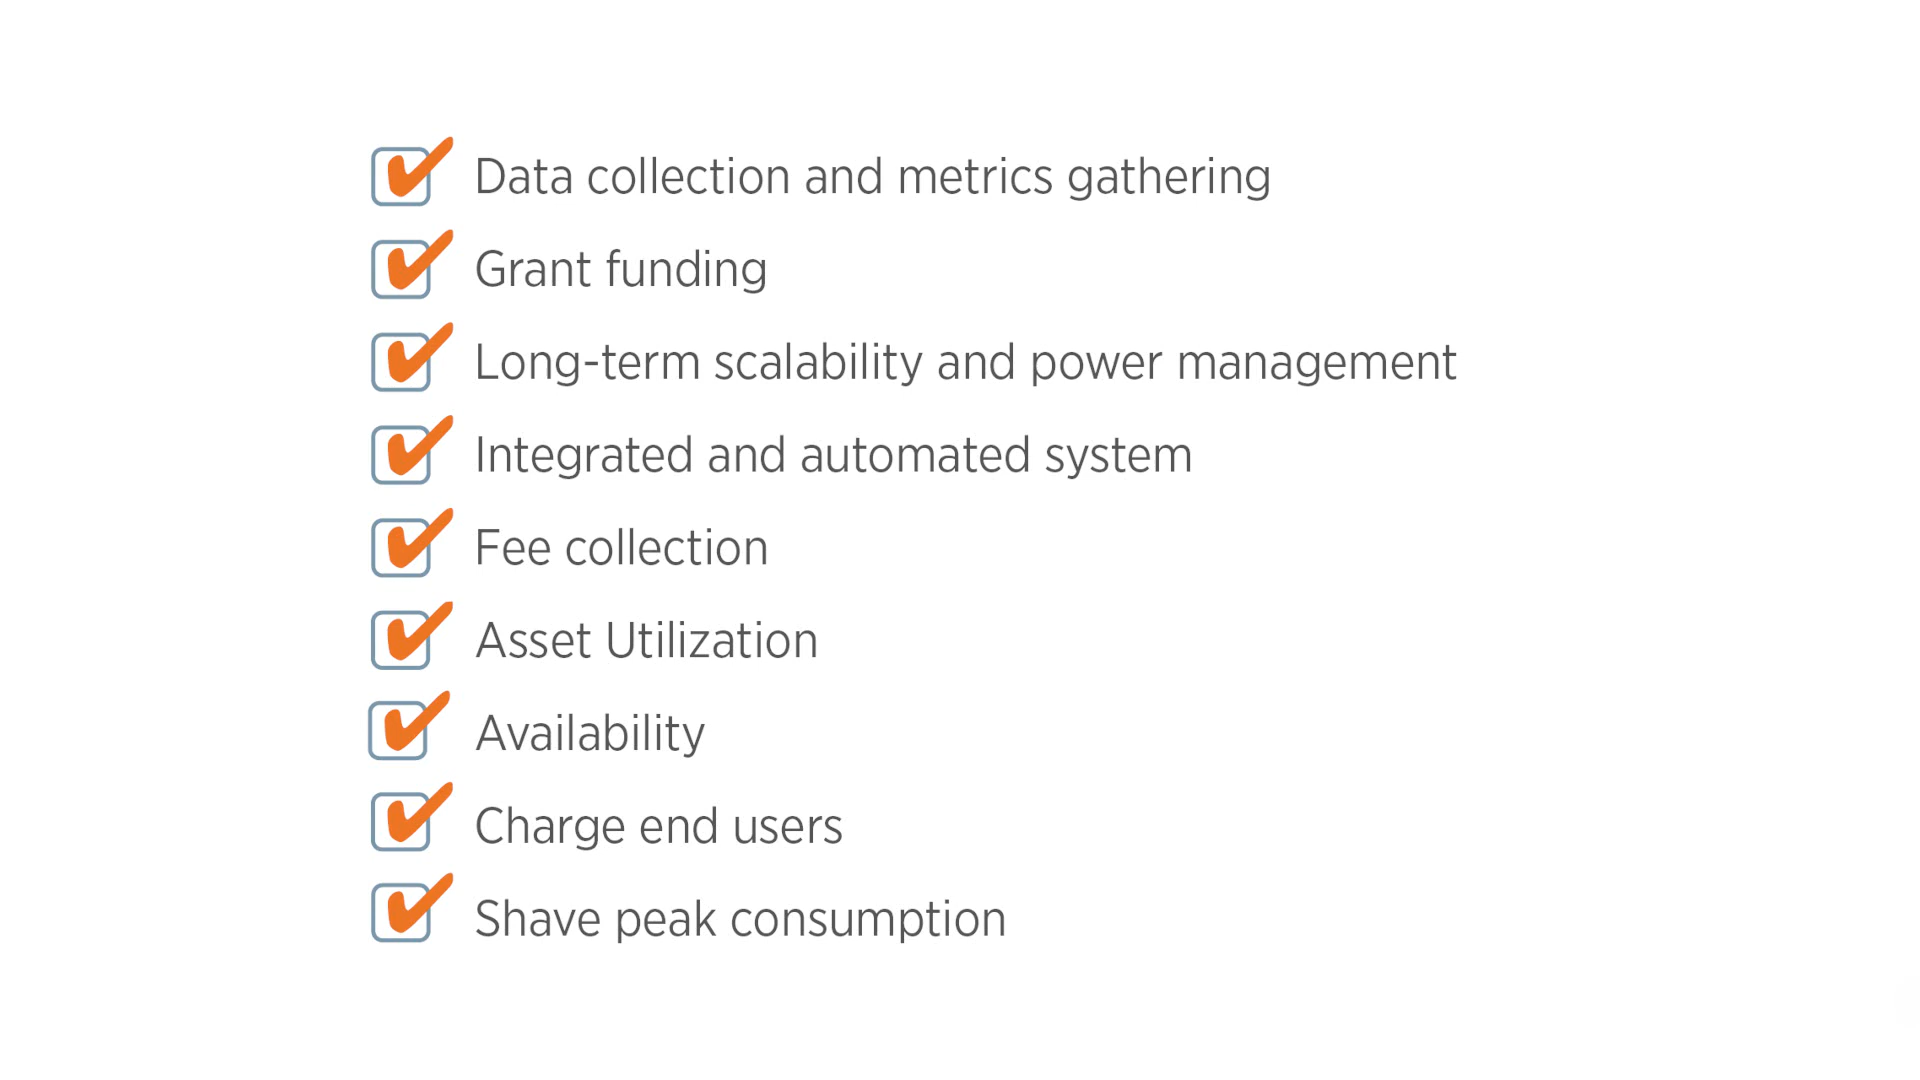 Data collection and metrics gathering
Grant funding
Long-term scalability and power management
Integrated and automated system
Fee collection
Asset Utilization
Availability
Charge end users
Shave peak consumption